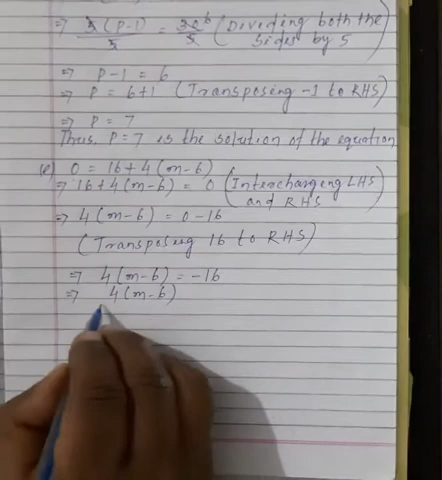 ⇒ 5(P-1)/5 = 30 6/5 (Dividing both the sides by 5)
⇒ P-1 = 6
⇒ P = 6+1 (Transposing -1 to RHS)
⇒ P = 7
Thus, P=7 is the solution of the equation
(e) 0 = 16+4(m-6)
⇒ 16+4(m-6) = 0 (Interchanging LHS and RHS)
⇒ 4(m-6) = 0-16
(Transposing 16 to RHS)
⇒ 4(m-6) = -16
⇒ 4(m-6)